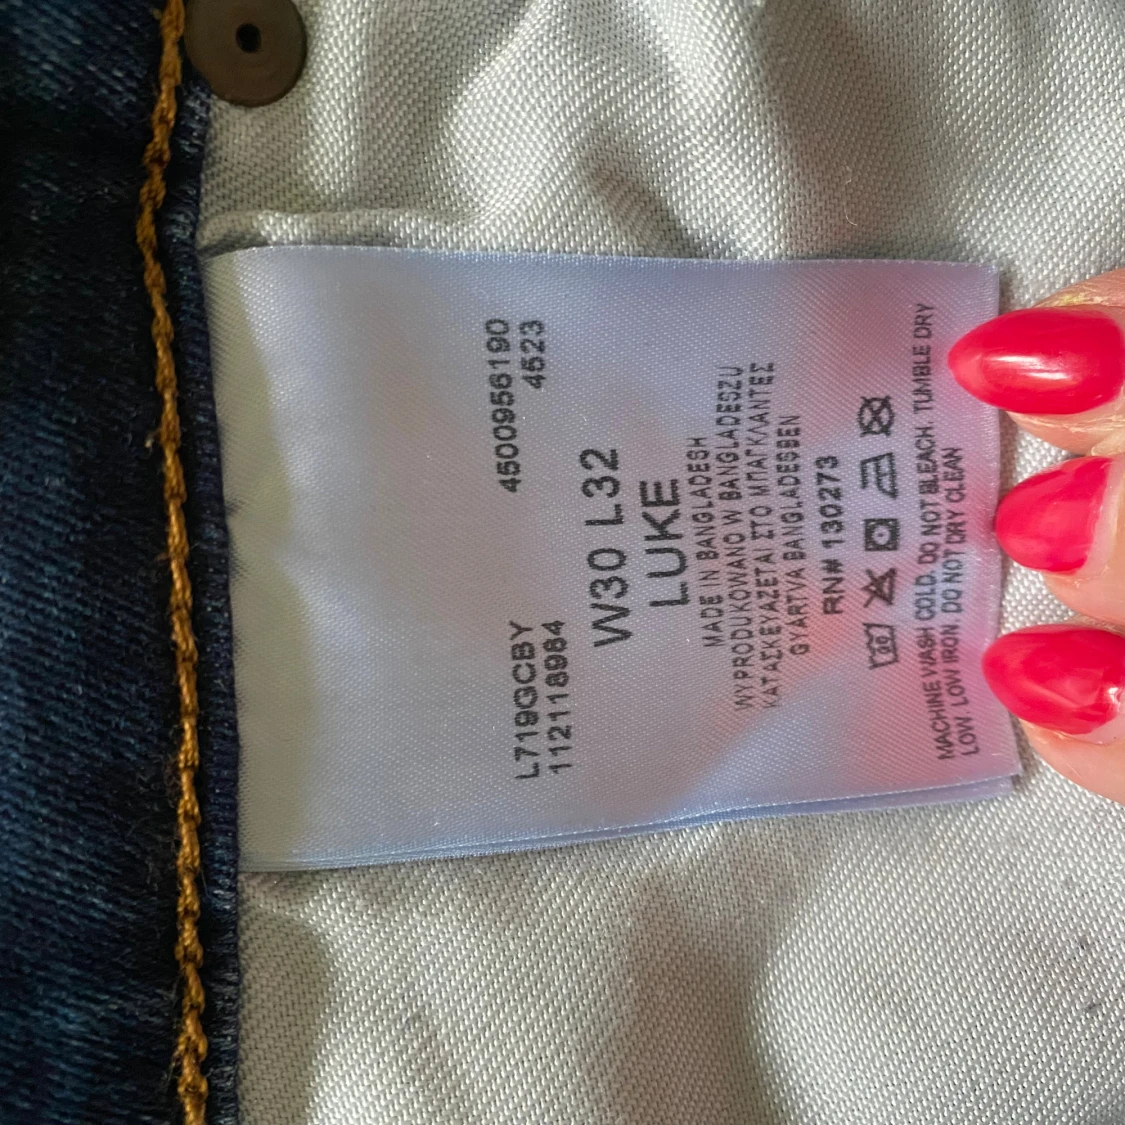 L719GCBY 4500956190
112118984 4523
W30 L32
LUKE
MADE IN BANGLADESH
WYPRODUKOWANO W BANGLADESZU
ΚΑΤΑΣΚΕΥΑΖΕΤΑΙ ΣΤΟ ΜΠΑΓΚΛΑΝΤΕΣ
GYÁRTVA BANGLADESBEN
RN# 130273
30
MACHINE WASH COLD. DO NOT BLEACH. TUMBLE DRY
LOW. LOW IRON. DO NOT DRY CLEAN